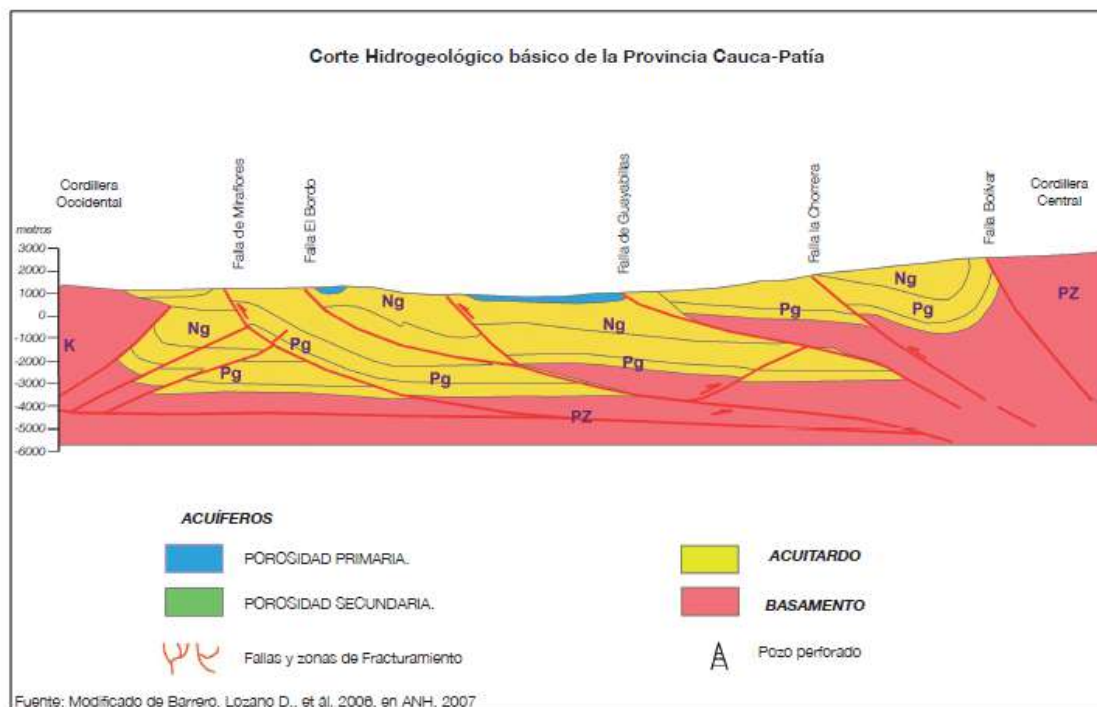 Corte Hidrogeológico básico de la Provincia Cauca-Patía
Cordillera
Occidental
Falla de Miraflores
Falla El Bordo
Falla de Guayabillas
Falla la Chorrera
Falla Bolivar
Cordillera
Central
metros
3000
2000
1000
0
-1000
-2000
-3000
-4000
-5000
-6000
K
Ng
Pg
Pg
Ng
Pg
Ng
Pg
PZ
Pg
Ng
Pg
PZ
ACUÍFEROS
POROSIDAD PRIMARIA.
POROSIDAD SECUNDARIA.
Fallas y zonas de Fracturamiento
ACUITARDO
BASAMENTO
Pozo perforado
Fuente: Modificado de Barrero, Lozano D., et ál. 2006, en ANH, 2007